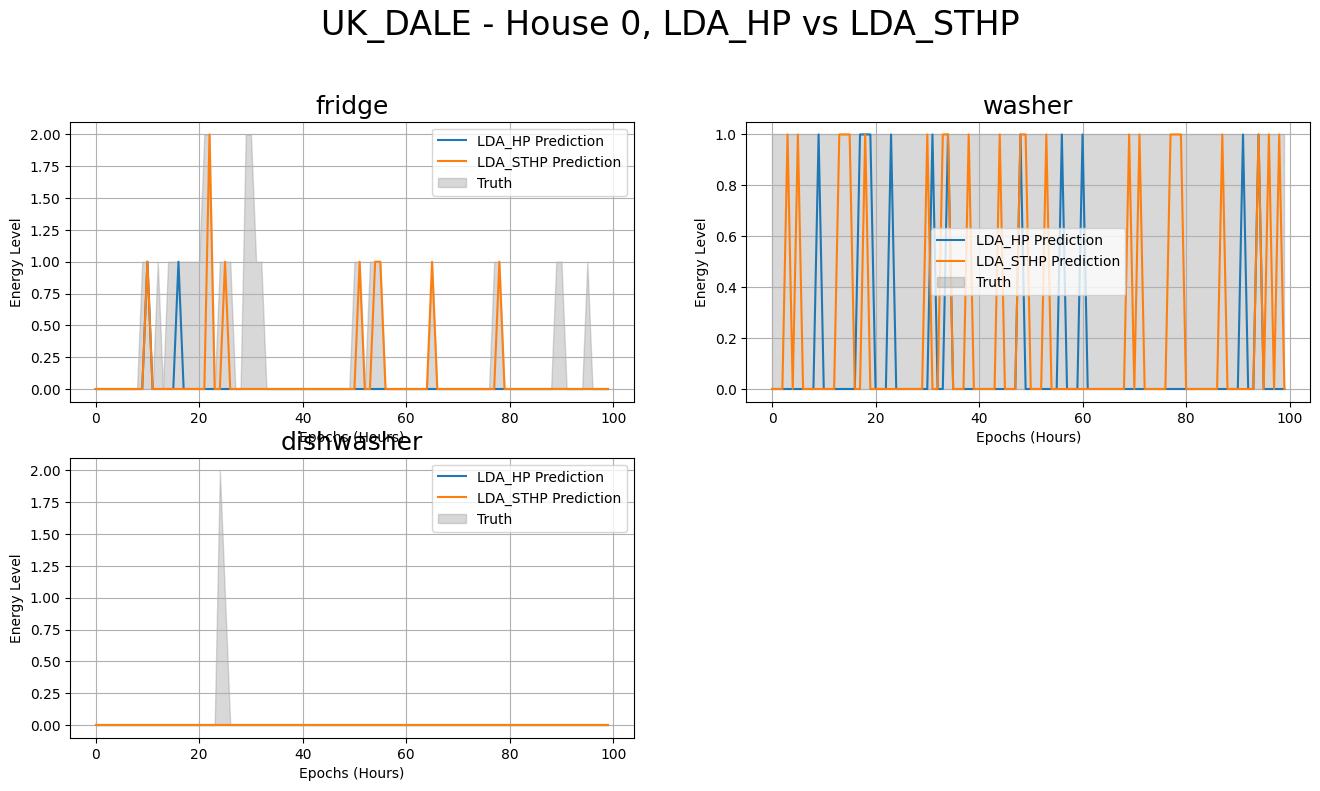 UK_DALE - House 0, LDA_HP vs LDA_STHP
fridge
2.00
1.75
1.50
1.25
1.00
0.75
0.50
0.25
0.00
Energy Level
LDA_HP Prediction
LDA_STHP Prediction
Truth
0 20 40 60 80 100
Epochs (Hours)
washer
1.0
0.8
0.6
0.4
0.2
0.0
Energy Level
LDA_HP Prediction
LDA_STHP Prediction
Truth
0 20 40 60 80 100
Epochs (Hours)
dishwasher
2.00
1.75
1.50
1.25
1.00
0.75
0.50
0.25
0.00
Energy Level
LDA_HP Prediction
LDA_STHP Prediction
Truth
0 20 40 60 80 100
Epochs (Hours)